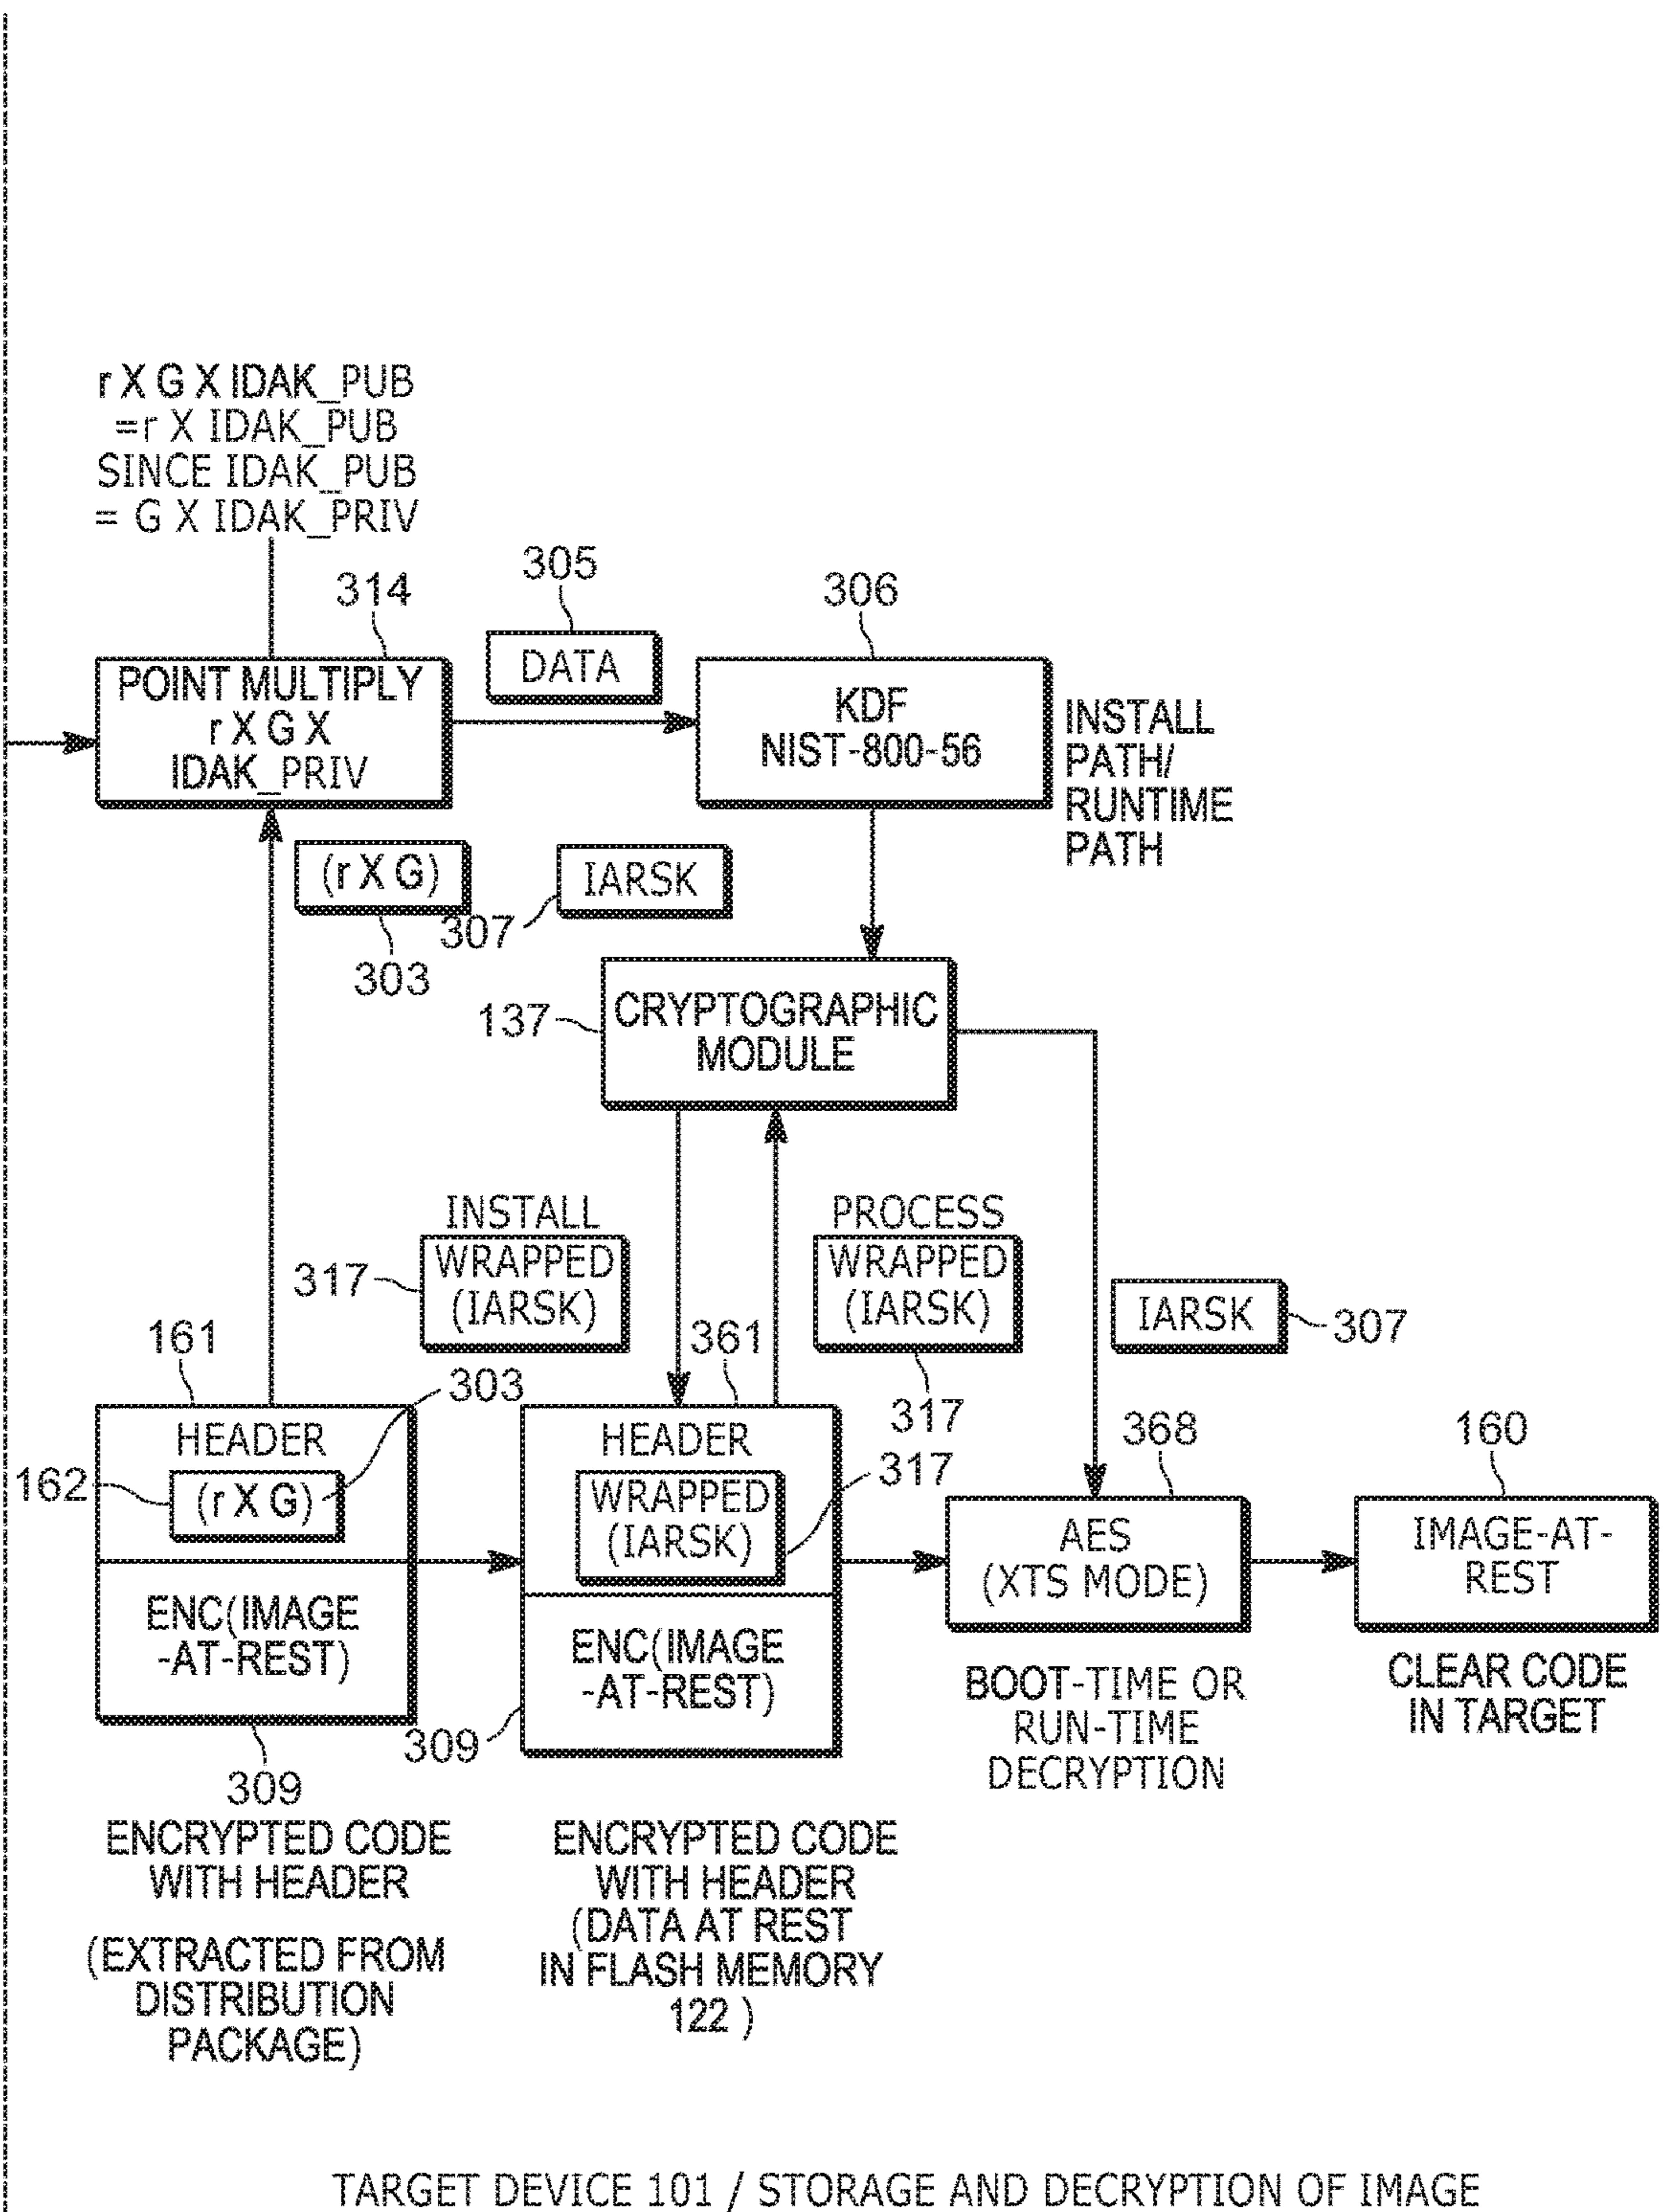 r X G X IDAK_PUB
=r X IDAK_PUB
SINCE IDAK_PUB
= G X IDAK_PRIV
314
305
306
POINT MULTIPLY
r X G X
IDAK_PRIV
DATA
KDF
NIST-800-56
INSTALL
PATH/
RUNTIME
PATH
(r X G)
303
307
IARSK
137
CRYPTOGRAPHIC
MODULE
INSTALL
WRAPPED
(IARSK)
317
PROCESS
WRAPPED
(IARSK)
317
IARSK
307
161
303
HEADER
162
(r X G)
ENC(IMAGE
-AT-REST)
309
361
HEADER
WRAPPED
(IARSK)
317
ENC(IMAGE
-AT-REST)
309
368
AES
(XTS MODE)
160
IMAGE-AT-
REST
BOOT-TIME OR
RUN-TIME
DECRYPTION
CLEAR CODE
IN TARGET
ENCRYPTED CODE
WITH HEADER
(EXTRACTED FROM
DISTRIBUTION
PACKAGE)
ENCRYPTED CODE
WITH HEADER
(DATA AT REST
IN FLASH MEMORY
122 )
TARGET DEVICE 101 / STORAGE AND DECRYPTION OF IMAGE